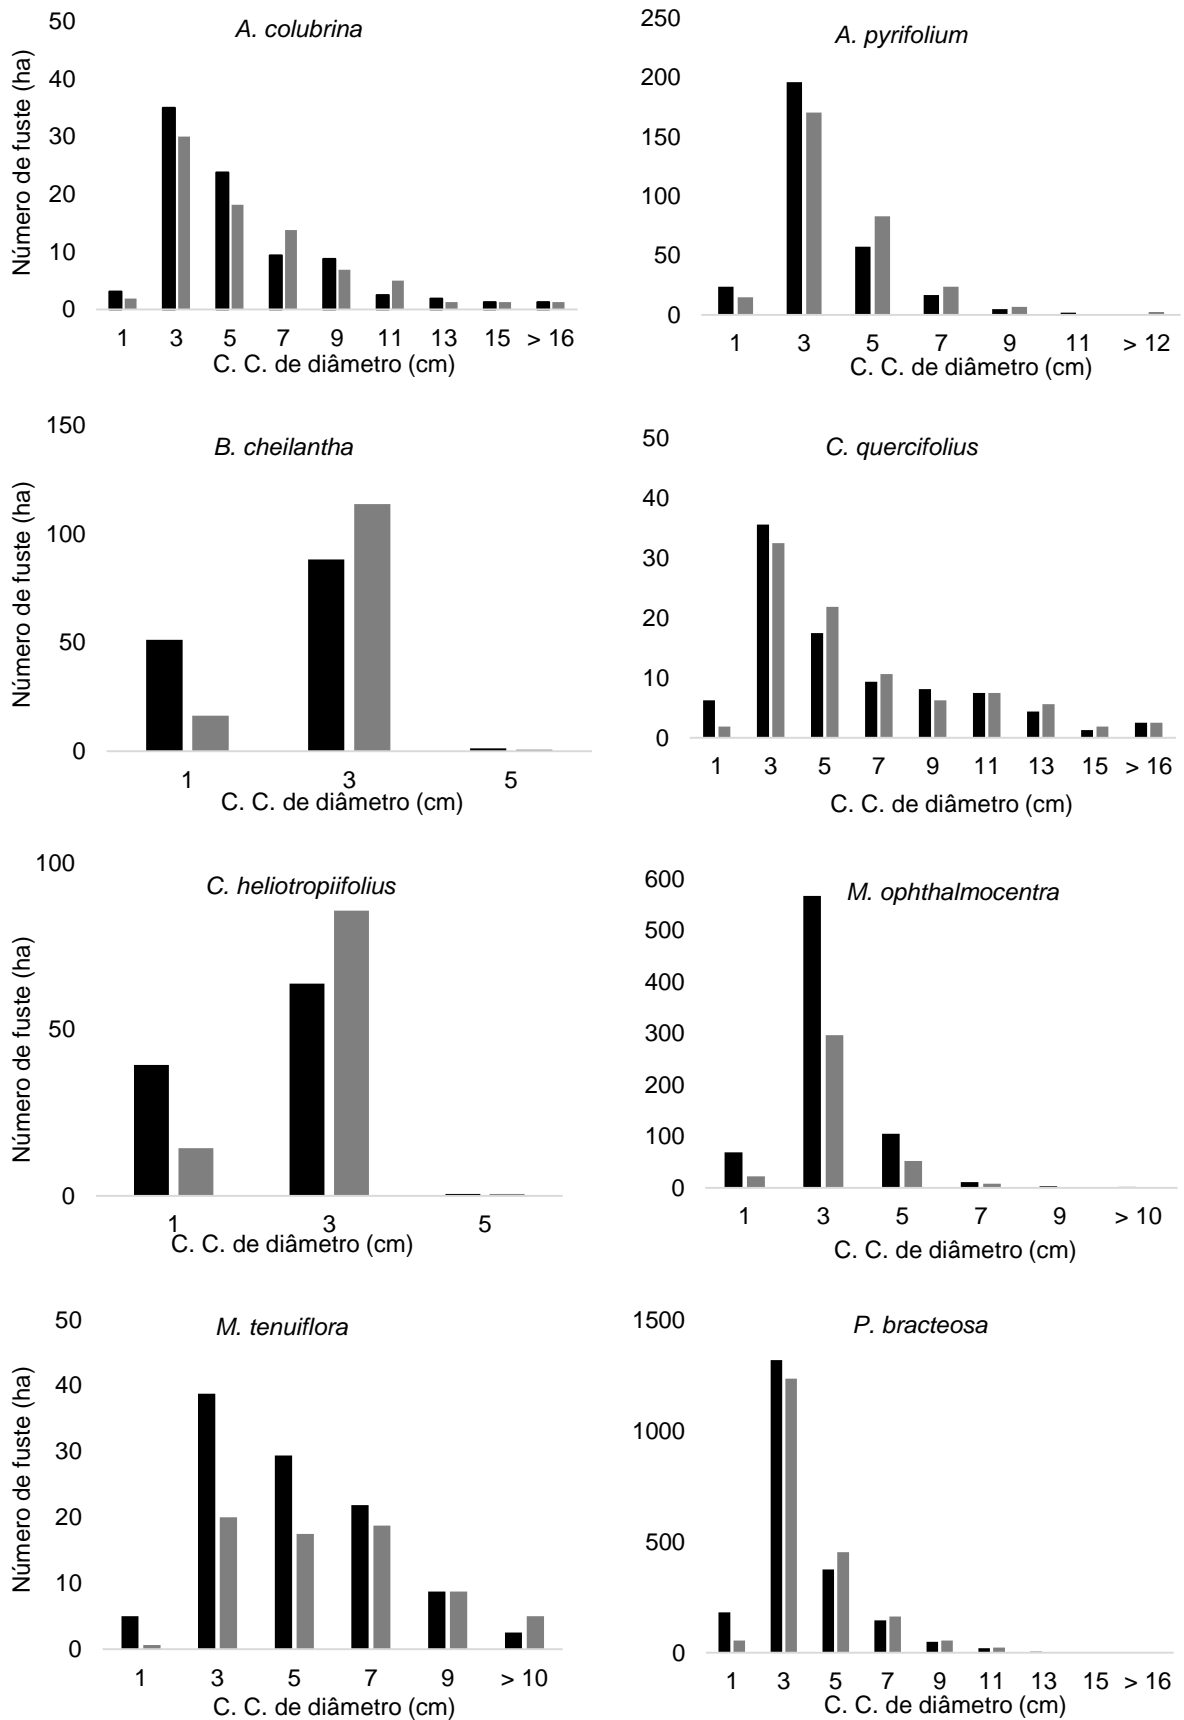 A. colubrina
Número de fuste (ha)
50
40
30
20
10
0
1 3 5 7 9 11 13 15 > 16
C. C. de diâmetro (cm)
A. pyrifolium
250
200
150
100
50
0
1 3 5 7 9 11 > 12
C. C. de diâmetro (cm)
B. cheilantha
Número de fuste (ha)
150
100
50
0
1 3 5
C. C. de diâmetro (cm)
C. quercifolius
50
40
30
20
10
0
1 3 5 7 9 11 13 15 > 16
C. C. de diâmetro (cm)
C. heliotropiifolius
Número de fuste (ha)
100
50
0
1 3 5
C. C. de diâmetro (cm)
M. ophthalmocentra
600
500
400
300
200
100
0
1 3 5 7 9 > 10
C. C. de diâmetro (cm)
M. tenuiflora
Número de fuste (ha)
50
40
30
20
10
0
1 3 5 7 9 > 10
C. C. de diâmetro (cm)
P. bracteosa
1500
1000
500
0
1 3 5 7 9 11 13 15 > 16
C. C. de diâmetro (cm)